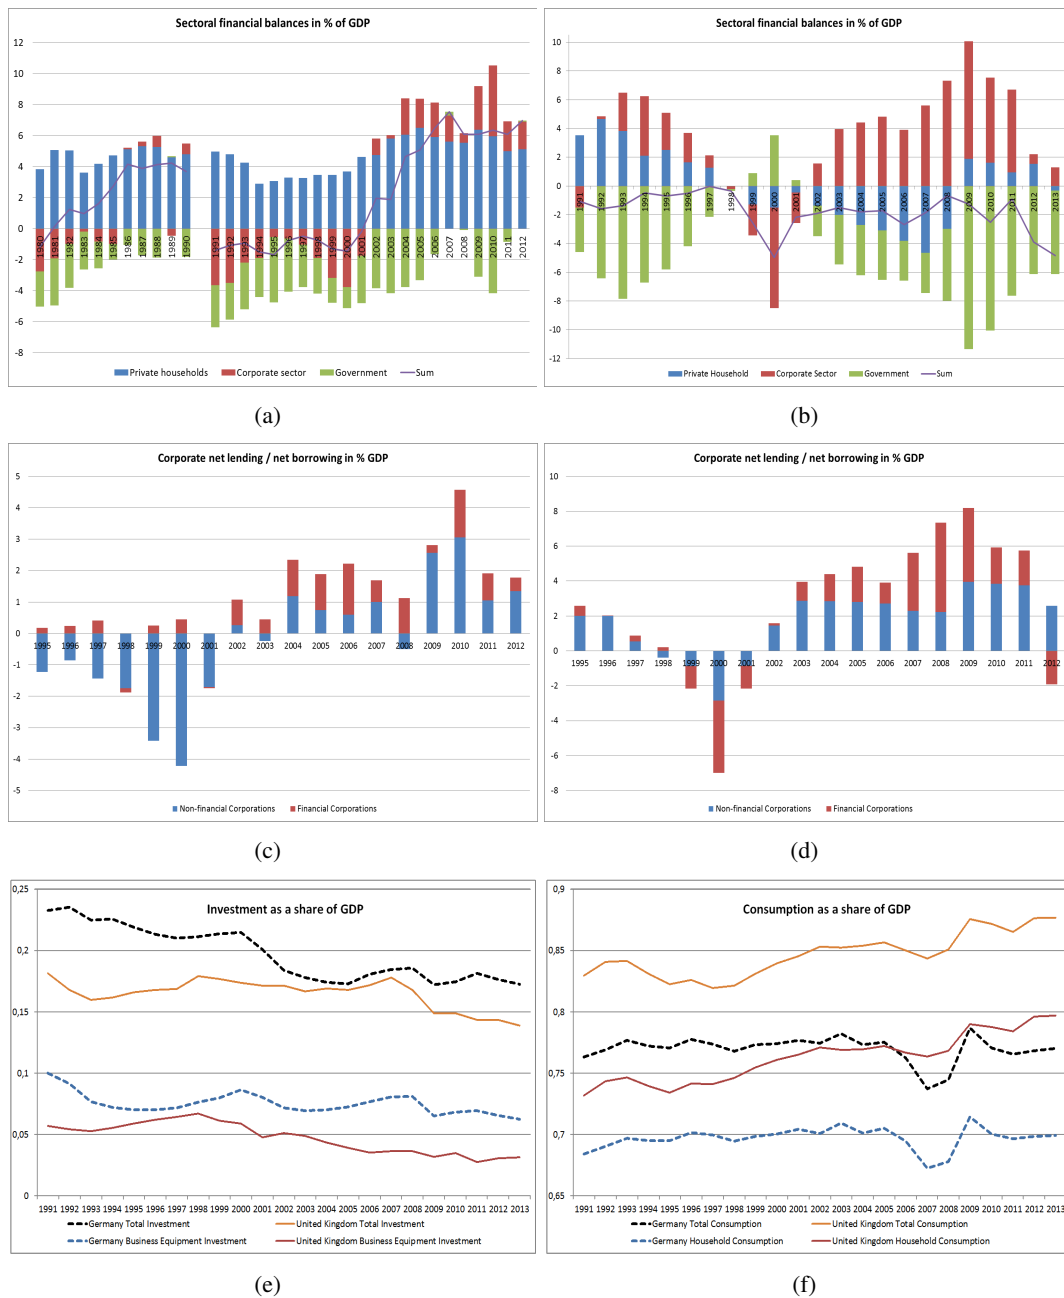 Sectoral financial balances in % of GDP
12
10
8
6
4
2
0
-2
-4
-6
-8
1980 1981 1982 1983 1984 1985 1986 1987 1988 1989 1990 1991 1992 1993 1994 1995 1996 1997 1998 1999 2000 2001 2002 2003 2004 2005 2006 2007 2008 2009 2010 2011 2012
Private households Corporate sector Government Sum
(a)
Sectoral financial balances in % of GDP
10
8
6
4
2
0
-2
-4
-6
-8
-10
-12
1991 1992 1993 1994 1995 1996 1997 1998 1999 2000 2001 2002 2003 2004 2005 2006 2007 2008 2009 2010 2011 2012 2013
Private Household Corporate Sector Government Sum
(b)
Corporate net lending / net borrowing in % GDP
5
4
3
2
1
0
-1
-2
-3
-4
-5
1995 1996 1997 1998 1999 2000 2001 2002 2003 2004 2005 2006 2007 2008 2009 2010 2011 2012
Non-financial Corporations Financial Corporations
(c)
Corporate net lending / net borrowing in % GDP
10
8
6
4
2
0
-2
-4
-6
-8
1995 1996 1997 1998 1999 2000 2001 2002 2003 2004 2005 2006 2007 2008 2009 2010 2011 2012
Non-financial Corporations Financial Corporations
(d)
Investment as a share of GDP
0,25
0,2
0,15
0,1
0,05
0
1991 1992 1993 1994 1995 1996 1997 1998 1999 2000 2001 2002 2003 2004 2005 2006 2007 2008 2009 2010 2011 2012 2013
Germany Total Investment United Kingdom Total Investment
Germany Business Equipment Investment United Kingdom Business Equipment Investment
(e)
Consumption as a share of GDP
0,9
0,85
0,8
0,75
0,7
0,65
1991 1992 1993 1994 1995 1996 1997 1998 1999 2000 2001 2002 2003 2004 2005 2006 2007 2008 2009 2010 2011 2012 2013
Germany Total Consumption United Kingdom Total Consumption
Germany Household Consumption United Kingdom Household Consumption
(f)